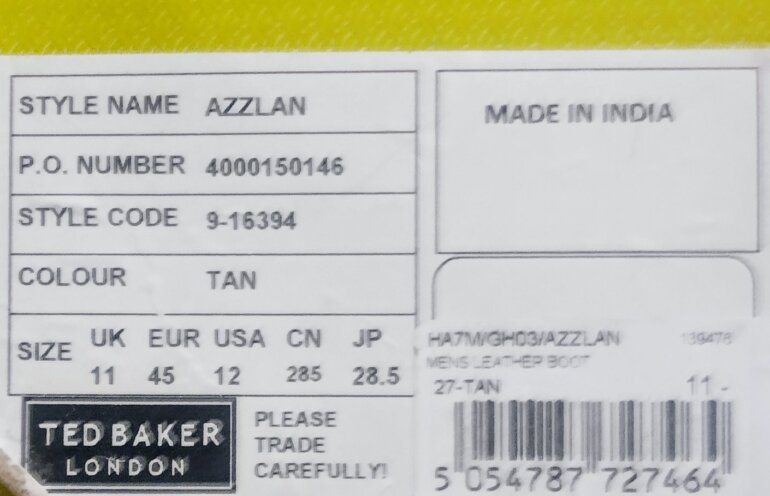 STYLE NAME AZZLAN
P.O. NUMBER 4000150146
STYLE CODE 9-16394
COLOUR TAN
SIZE UK EUR USA CN JP
11 45 12 285 28.5
TED BAKER
LONDON
PLEASE
TRADE
CAREFULLY!
MADE IN INDIA
HA7M/GH03/AZZLAN 139476
MENS LEATHER BOOT
27-TAN 11 -
5 054787 727464